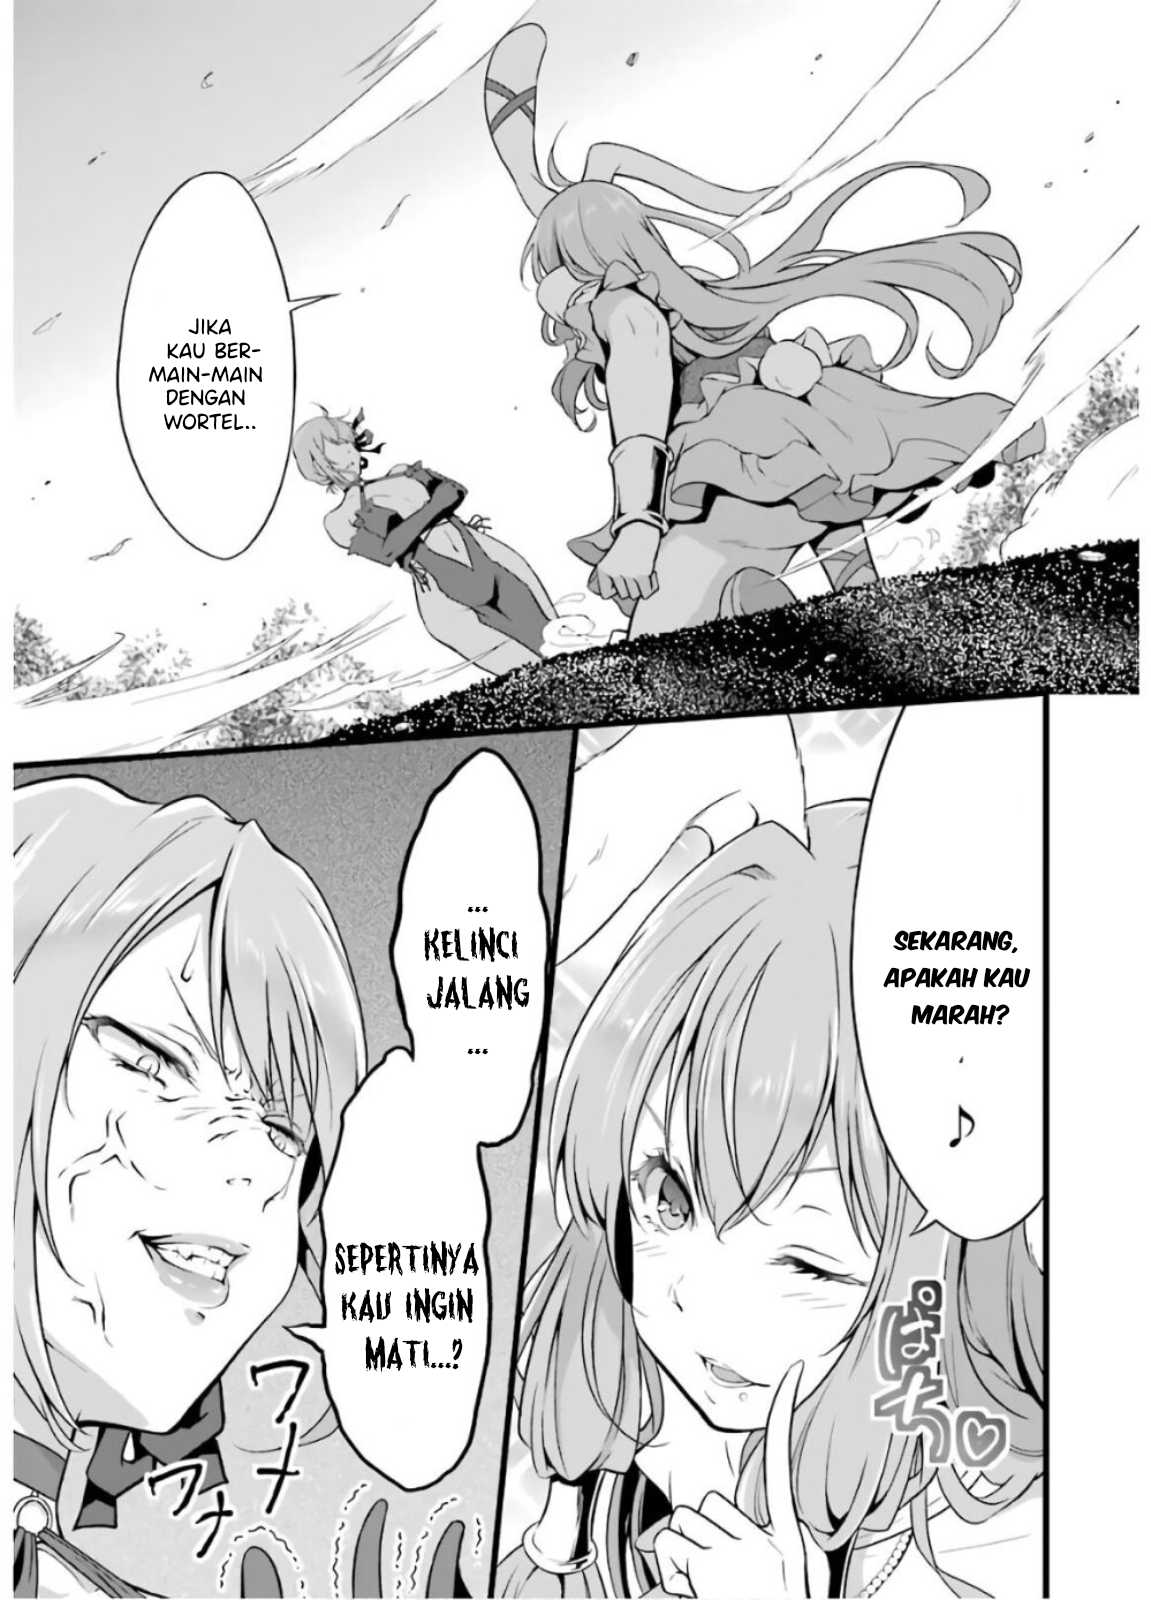 JIKA
KAU BER-
MAIN-MAIN
DENGAN
WORTEL..
SEKARANG,
APAKAH KAU
MARAH?
♪
ぱち♡
...
KELINCI
JALANG
...
SEPERTINYA
KAU INGIN
MATI...?
ワナ
ワナ